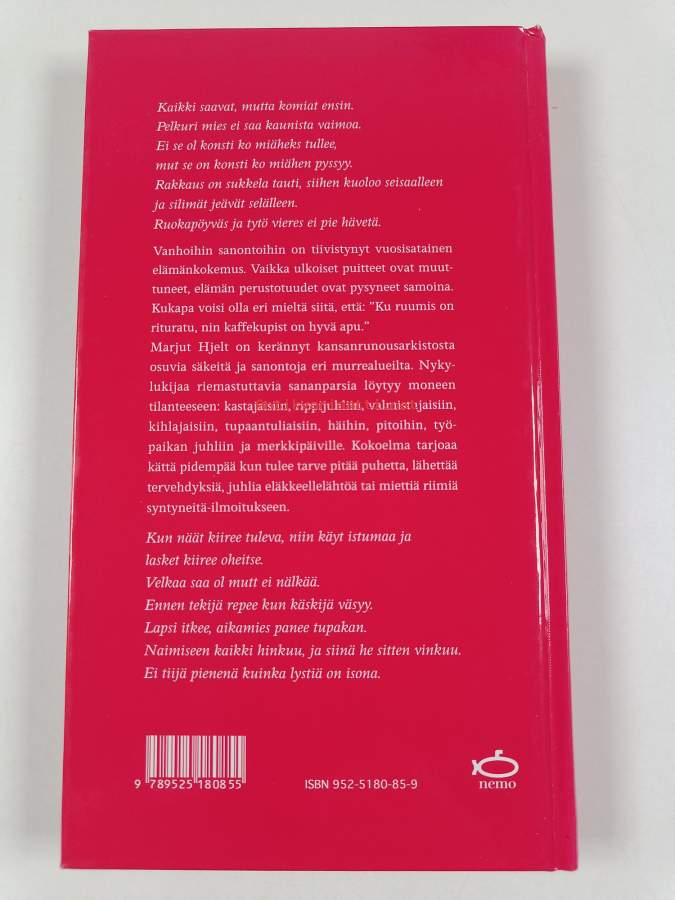 Kaikki saavat, mutta komiat ensin.
Pelkuri mies ei saa kaunista vaimoa.
Ei se ol konsti ko miäheks tullee,
mut se on konsti ko miähen pyssyy.
Rakkaus on sukkela tauti, siihen kuoloo seisaalleen
ja silimät jeävät selälleen.
Ruokapöyväs ja tytö vieres ei pie hävetä.
Vanhoihin sanontoihin on tiivistynyt vuosisatainen
elämänkokemus. Vaikka ulkoiset puitteet ovat muut-
tuneet, elämän perustotuudet ovat pysyneet samoina.
Kukapa voisi olla eri mieltä siitä, että: "Ku ruumis on
rituratu, nin kaffekupist on hyvä apu."
Marjut Hjelt on kerännyt kansanrunousarkistosta
osuvia säkeitä ja sanontoja eri murrealueilta. Nyky-
lukijaa riemastuttavia sananparsia löytyy moneen
tilanteeseen: kastajaisiin, rippijuhliin, valmistujaisiin,
kihlajaisiin, tupaantuliaisiin, häihin, pitoihin, työ-
paikan juhliin ja merkkipäiville. Kokoelma tarjoaa
kättä pidempää kun tulee tarve pitää puhetta, lähettää
tervehdyksiä, juhlia eläkkeellelähtöä tai miettiä riimiä
syntyneitä-ilmoitukseen.
Kun näät kiiree tuleva, niin käyt istumaa ja
lasket kiiree oheitse.
Velkaa saa ol mutt ei nälkää.
Ennen tekijä repee kun käskijä väsyy.
Lapsi itkee, aikamies panee tupakan.
Naimiseen kaikki hinkuu, ja siinä he sitten vinkuu.
Ei tiijä pienenä kuinka lystiä on isona.
9 789525 180855
ISBN 952-5180-85-9
nemo